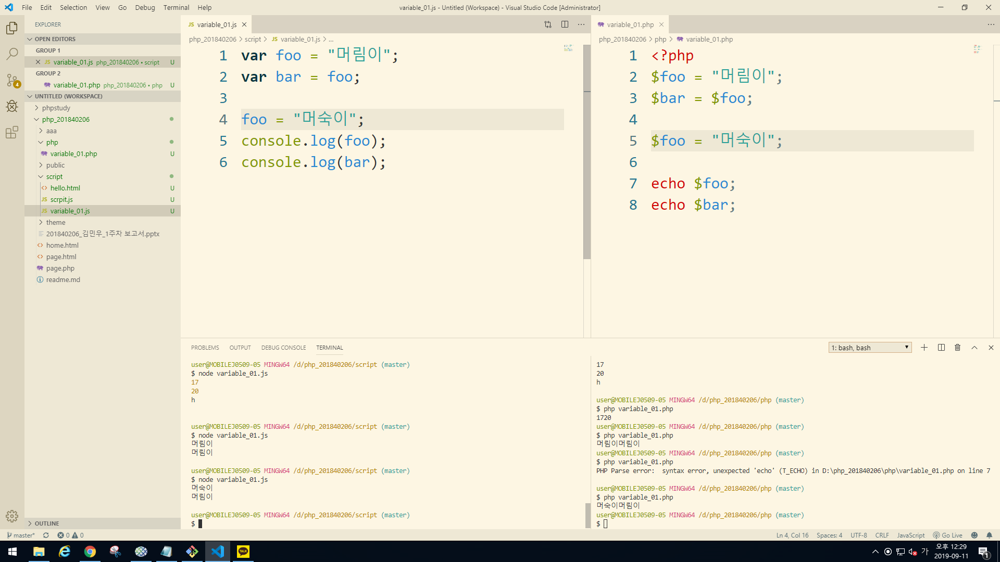 File Edit Selection View Go Debug Terminal Help
variable_01.js - Untitled (Workspace) - Visual Studio Code [Administrator]
EXPLORER
OPEN EDITORS
GROUP 1
JS variable_01.js php_201840206 • script U
GROUP 2
variable_01.php php_201840206 • php U
UNTITLED (WORKSPACE)
phpstudy
php_201840206
aaa
php
variable_01.php U
public
script
hello.html U
JS scrpit.js U
JS variable_01.js U
theme
201840206_김민우_1주차 보고서.pptx
home.html
page.html
page.php
readme.md
OUTLINE
4
JS variable_01.js
php_201840206 > script > JS variable_01.js > ...
1 var foo = "머림이";
2 var bar = foo;
3
4 foo = "머숙이";
5 console.log(foo);
6 console.log(bar);
variable_01.php
php_201840206 > php > variable_01.php
1 <?php
2 $foo = "머림이";
3 $bar = $foo;
4
5 $foo = "머숙이";
6
7 echo $foo;
8 echo $bar;
PROBLEMS OUTPUT DEBUG CONSOLE TERMINAL
1: bash, bash
user@MOBILEJ0509-05 MINGW64 /d/php_201840206/script (master)
$ node variable_01.js
17
20
h
user@MOBILEJ0509-05 MINGW64 /d/php_201840206/script (master)
$ node variable_01.js
머림이
머림이
user@MOBILEJ0509-05 MINGW64 /d/php_201840206/script (master)
$ node variable_01.js
머숙이
머림이
user@MOBILEJ0509-05 MINGW64 /d/php_201840206/script (master)
$
17
20
h
user@MOBILEJ0509-05 MINGW64 /d/php_201840206/php (master)
$ php variable_01.php
1720
user@MOBILEJ0509-05 MINGW64 /d/php_201840206/php (master)
$ php variable_01.php
머림이머림이
user@MOBILEJ0509-05 MINGW64 /d/php_201840206/php (master)
$ php variable_01.php
PHP Parse error:  syntax error, unexpected 'echo' (T_ECHO) in D:\php_201840206\php\variable_01.php on line 7
user@MOBILEJ0509-05 MINGW64 /d/php_201840206/php (master)
$ php variable_01.php
머숙이머림이
user@MOBILEJ0509-05 MINGW64 /d/php_201840206/php (master)
$
master* 0 0
Ln 4, Col 16 Spaces: 4 UTF-8 CRLF JavaScript Go Live
TALK
가
오후 12:29
2019-09-11
1